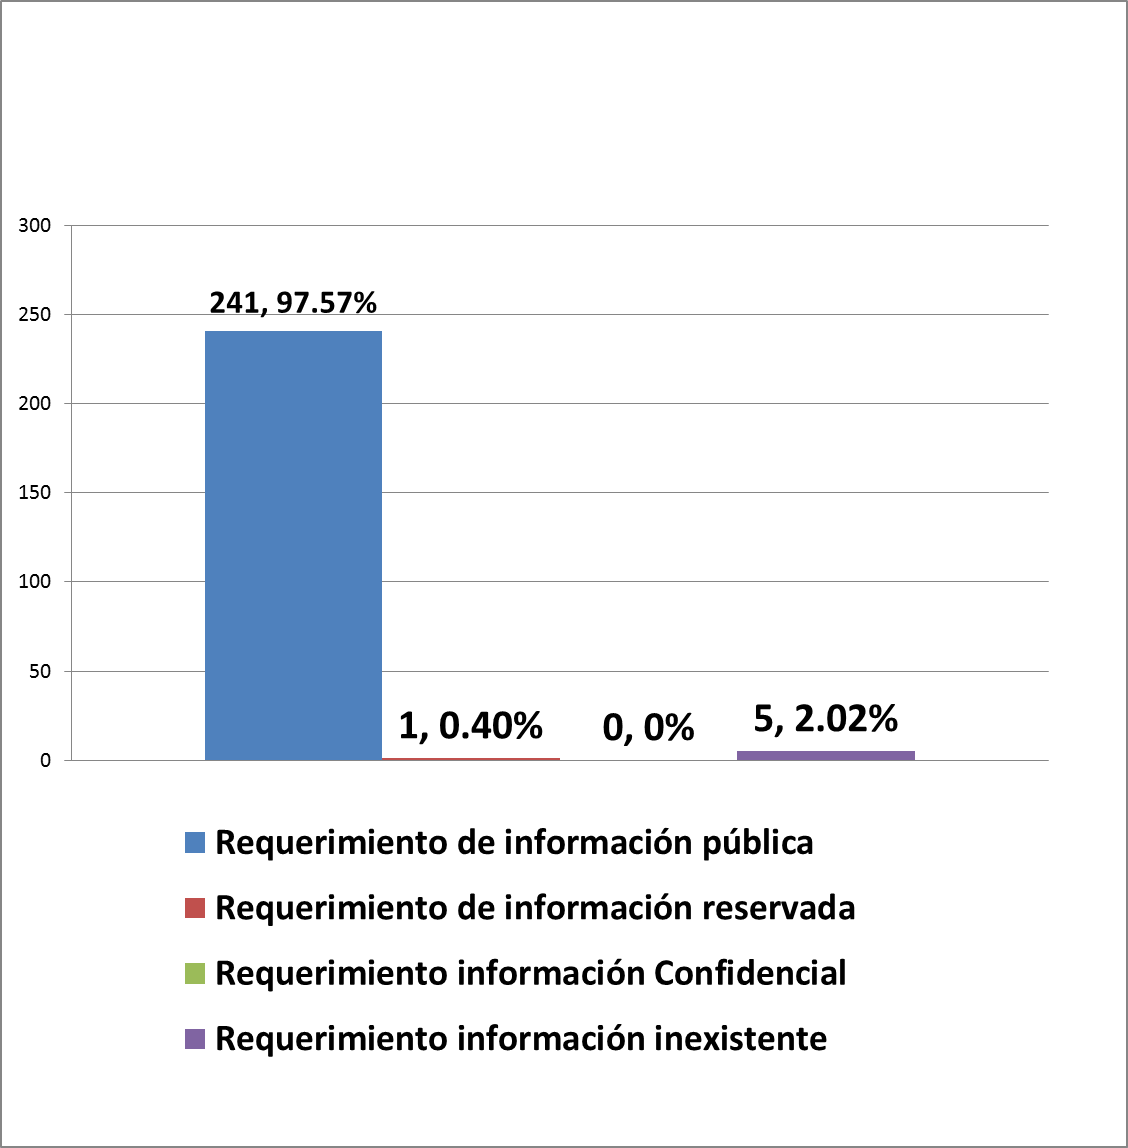 300
241, 97.57%
250
200
150
100
50
1, 0.40%
0, 0%
5, 2.02%
0
Requerimiento de información pública
Requerimiento de información reservada
Requerimiento información Confidencial
Requerimiento información inexistente